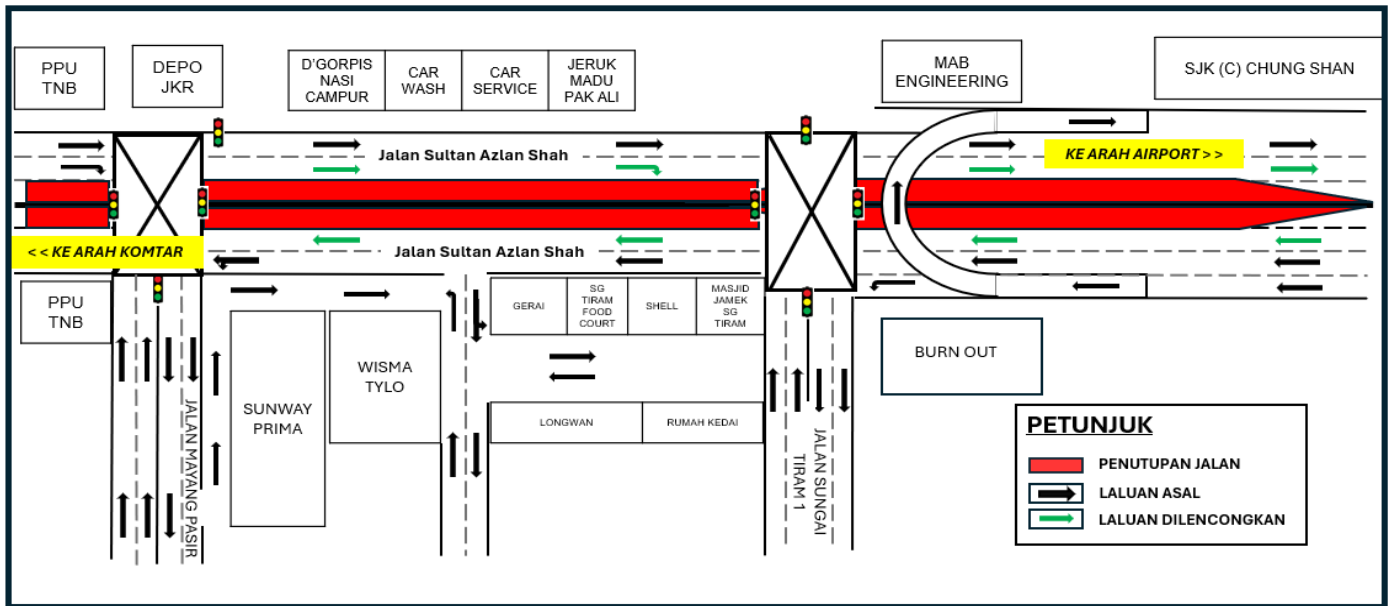 PPU
TNB
DEPO
JKR
D'GORPIS
NASI
CAMPUR
CAR
WASH
CAR
SERVICE
JERUK
MADU
PAK ALI
MAB
ENGINEERING
SJK (C) CHUNG SHAN
Jalan Sultan Azlan Shah
KE ARAH AIRPORT >>
<< KE ARAH KOMTAR
Jalan Sultan Azlan Shah
PPU
TNB
GERAI
SG
TIRAM
FOOD
COURT
SHELL
MASJID
JAMEK
SG
TIRAM
BURN OUT
WISMA
TYLO
SUNWAY
PRIMA
LONGWAN
RUMAH KEDAI
JALAN MAYANG PASIR
JALAN SUNGAI
TIRAM 1
PETUNJUK
PENUTUPAN JALAN
LALUAN ASAL
LALUAN DILENCONGKAN